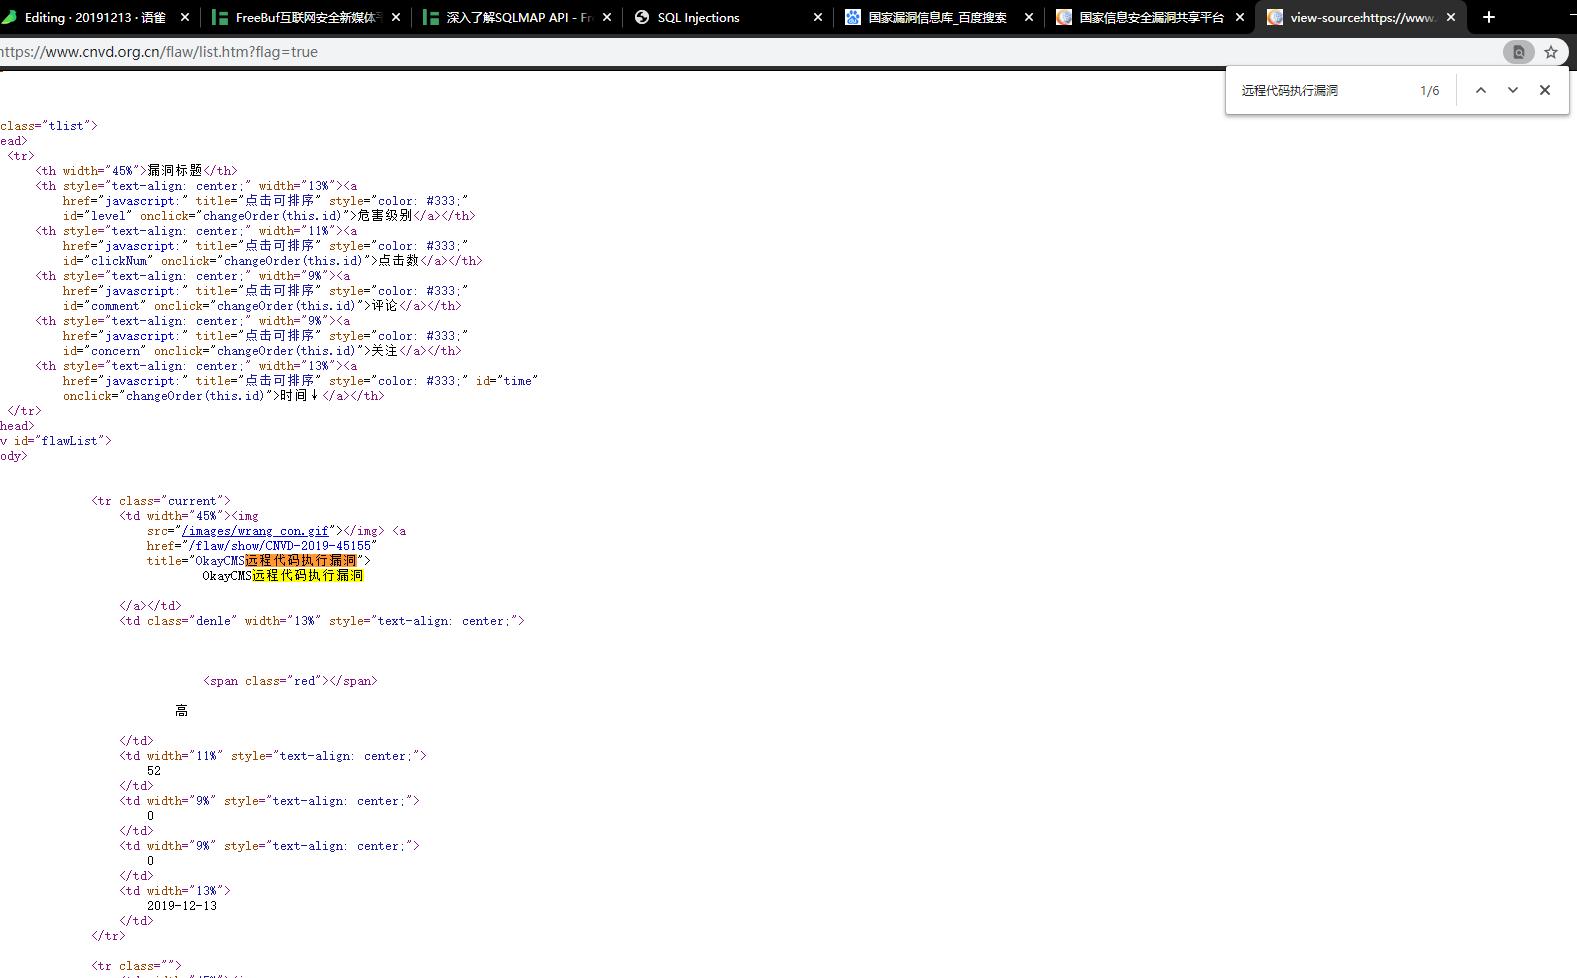 Editing · 20191213 · 语雀
FreeBuf互联网安全新媒体平
深入了解SQLMAP API - Fr
SQL Injections
国家漏洞信息库_百度搜索
国家信息安全漏洞共享平台
view-source:https://www.
https://www.cnvd.org.cn/flaw/list.htm?flag=true
远程代码执行漏洞 1/6
class="tlist">
ead>
<tr>
<th width="45%">漏洞标题</th>
<th style="text-align: center;" width="13%"><a
href="javascript:" title="点击可排序" style="color: #333;"
id="level" onclick="changeOrder(this.id)">危害级别</a></th>
<th style="text-align: center;" width="11%"><a
href="javascript:" title="点击可排序" style="color: #333;"
id="clickNum" onclick="changeOrder(this.id)">点击数</a></th>
<th style="text-align: center;" width="9%"><a
href="javascript:" title="点击可排序" style="color: #333;"
id="comment" onclick="changeOrder(this.id)">评论</a></th>
<th style="text-align: center;" width="9%"><a
href="javascript:" title="点击可排序" style="color: #333;"
id="concern" onclick="changeOrder(this.id)">关注</a></th>
<th style="text-align: center;" width="13%"><a
href="javascript:" title="点击可排序" style="color: #333;" id="time"
onclick="changeOrder(this.id)">时间↓</a></th>
</tr>
head>
v id="flawList">
ody>
<tr class="current">
<td width="45%"><img
src="/images/wrang_con.gif"></img> <a
href="/flaw/show/CNVD-2019-45155"
title="OkayCMS远程代码执行漏洞">
OkayCMS远程代码执行漏洞
</a></td>
<td class="denle" width="13%" style="text-align: center;">
<span class="red"></span>
高
</td>
<td width="11%" style="text-align: center;">
52
</td>
<td width="9%" style="text-align: center;">
0
</td>
<td width="9%" style="text-align: center;">
0
</td>
<td width="13%">
2019-12-13
</td>
</tr>
<tr class="">